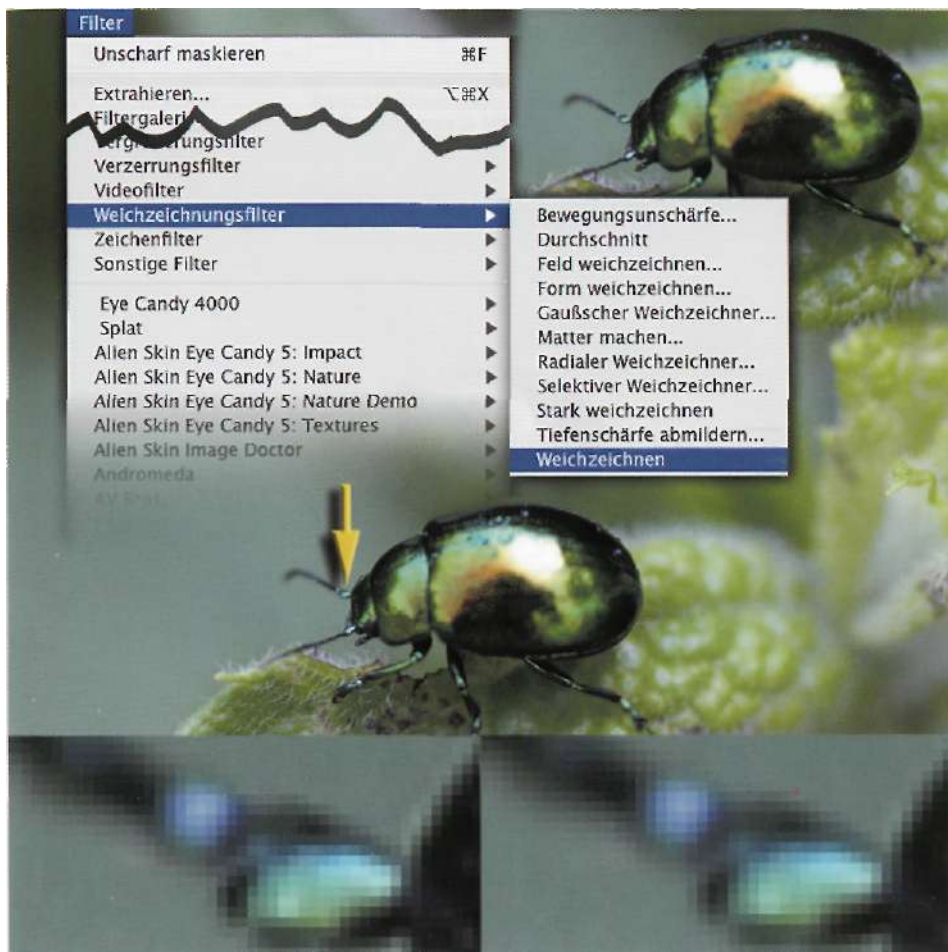 Filter
Unscharf maskieren ⌘F
Extrahieren... ⌥⌘X
Filtergaleri
Verzerrungsfilter
Videofilter
Weichzeichnungsfilter
Zeichenfilter
Sonstige Filter
Eye Candy 4000
Splat
Alien Skin Eye Candy 5: Impact
Alien Skin Eye Candy 5: Nature
Alien Skin Eye Candy 5: Nature Demo
Alien Skin Eye Candy 5: Textures
Alien Skin Image Doctor
Andromeda
Bewegungsunschärfe...
Durchschnitt
Feld weichzeichnen...
Form weichzeichnen...
Gaußscher Weichzeichner...
Matter machen...
Radialer Weichzeichner...
Selektiver Weichzeichner...
Stark weichzeichnen
Tiefenschärfe abmildern...
Weichzeichnen